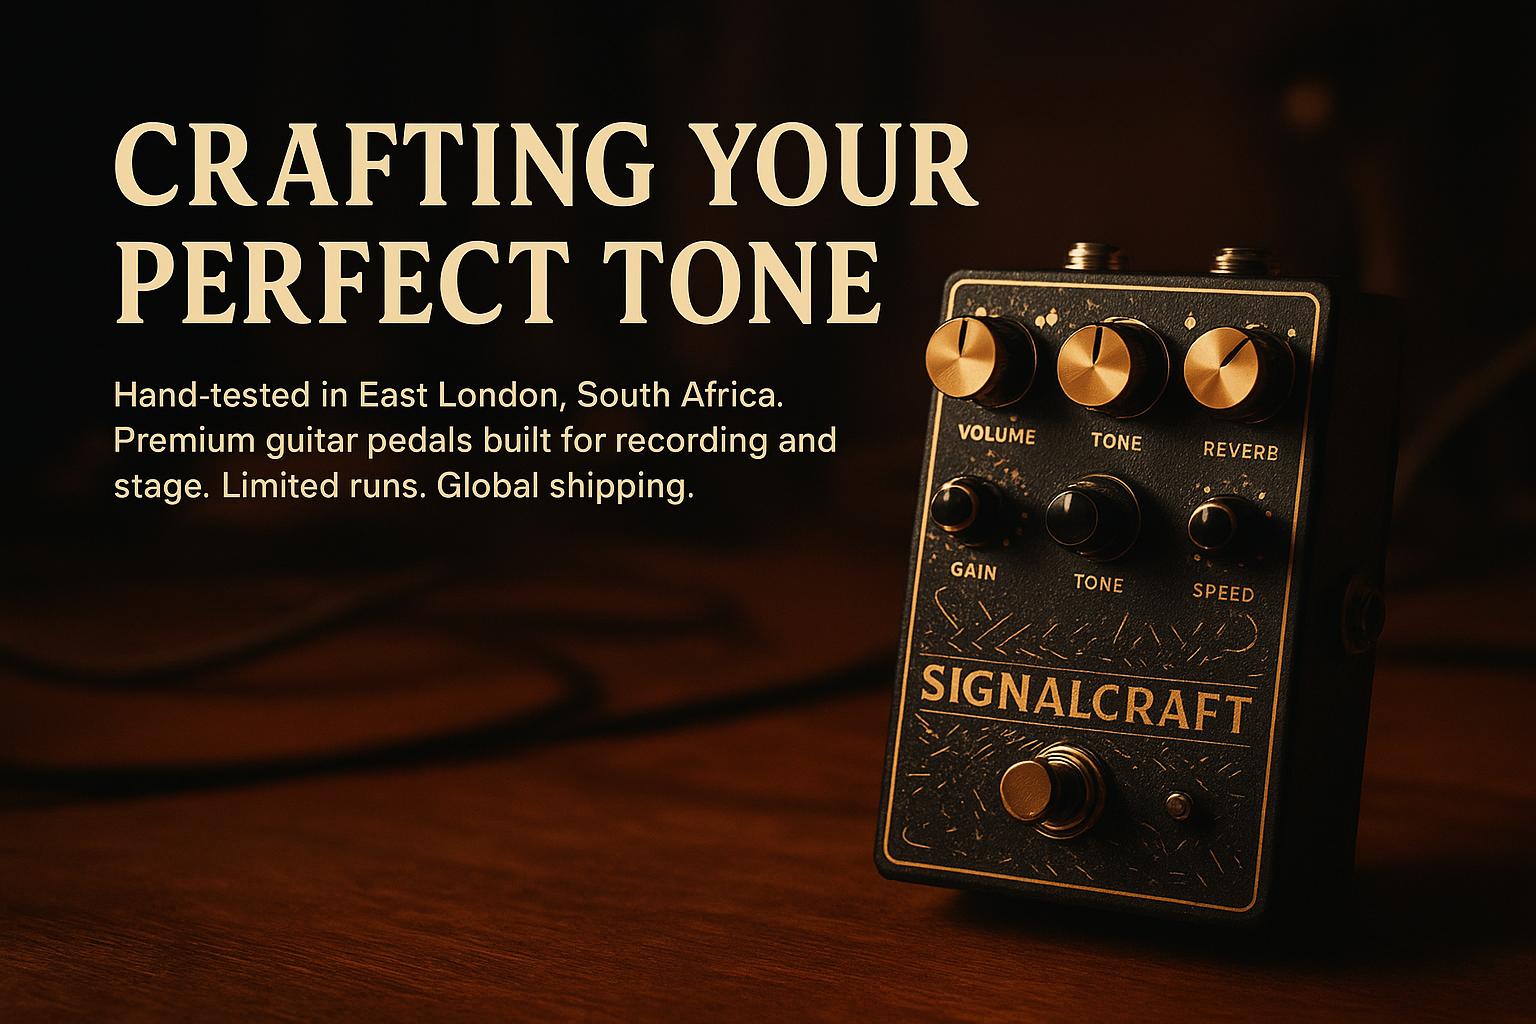 CRAFTING YOUR
PERFECT TONE
Hand-tested in East London, South Africa.
Premium guitar pedals built for recording and
stage. Limited runs. Global shipping.
VOLUME TONE REVERB
GAIN TONE SPEED
SIGNALCRAFT